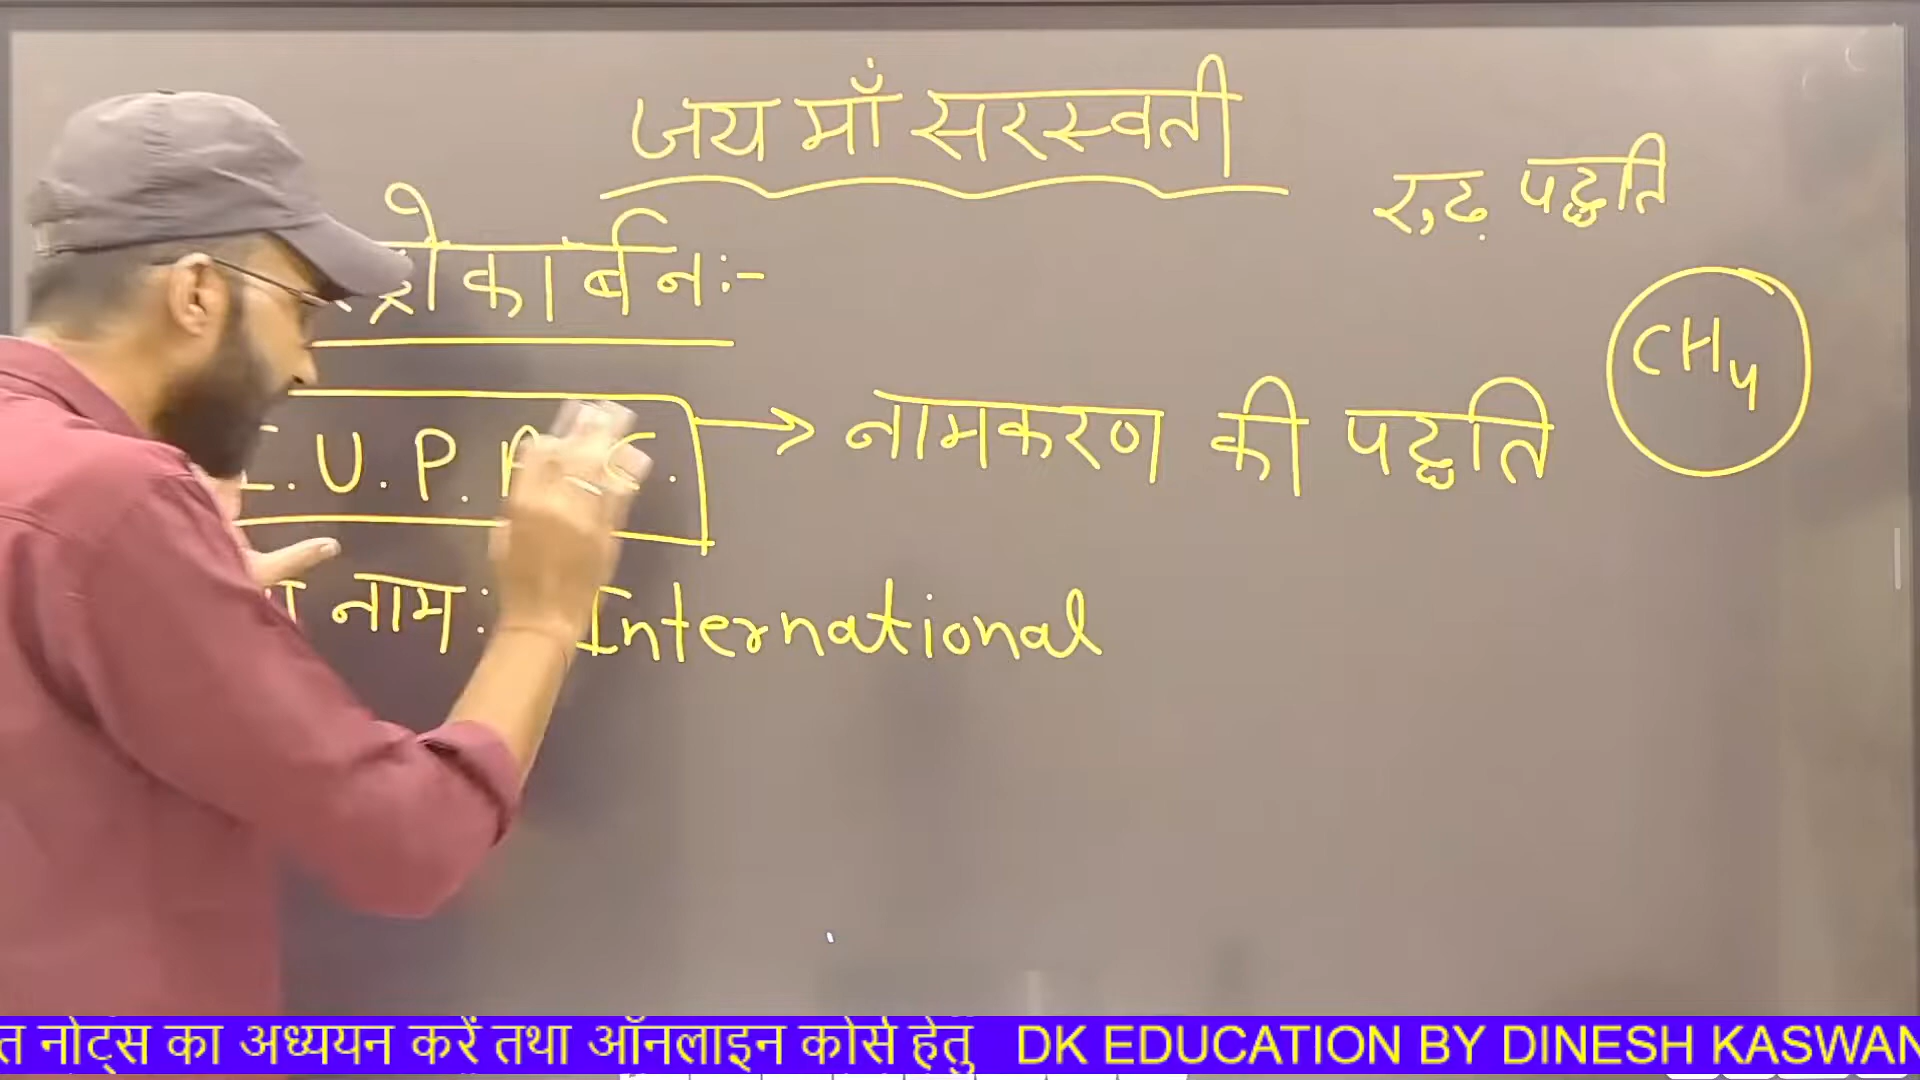 जय माँ सरस्वती
रुढ़ पद्धति
कार्बन:-
CH4
U.P.
नामकरण की पद्धति
नाम:
International
नोट्स का अध्ययन करें तथा ऑनलाइन कोर्स हेतु DK EDUCATION BY DINESH KASWAN